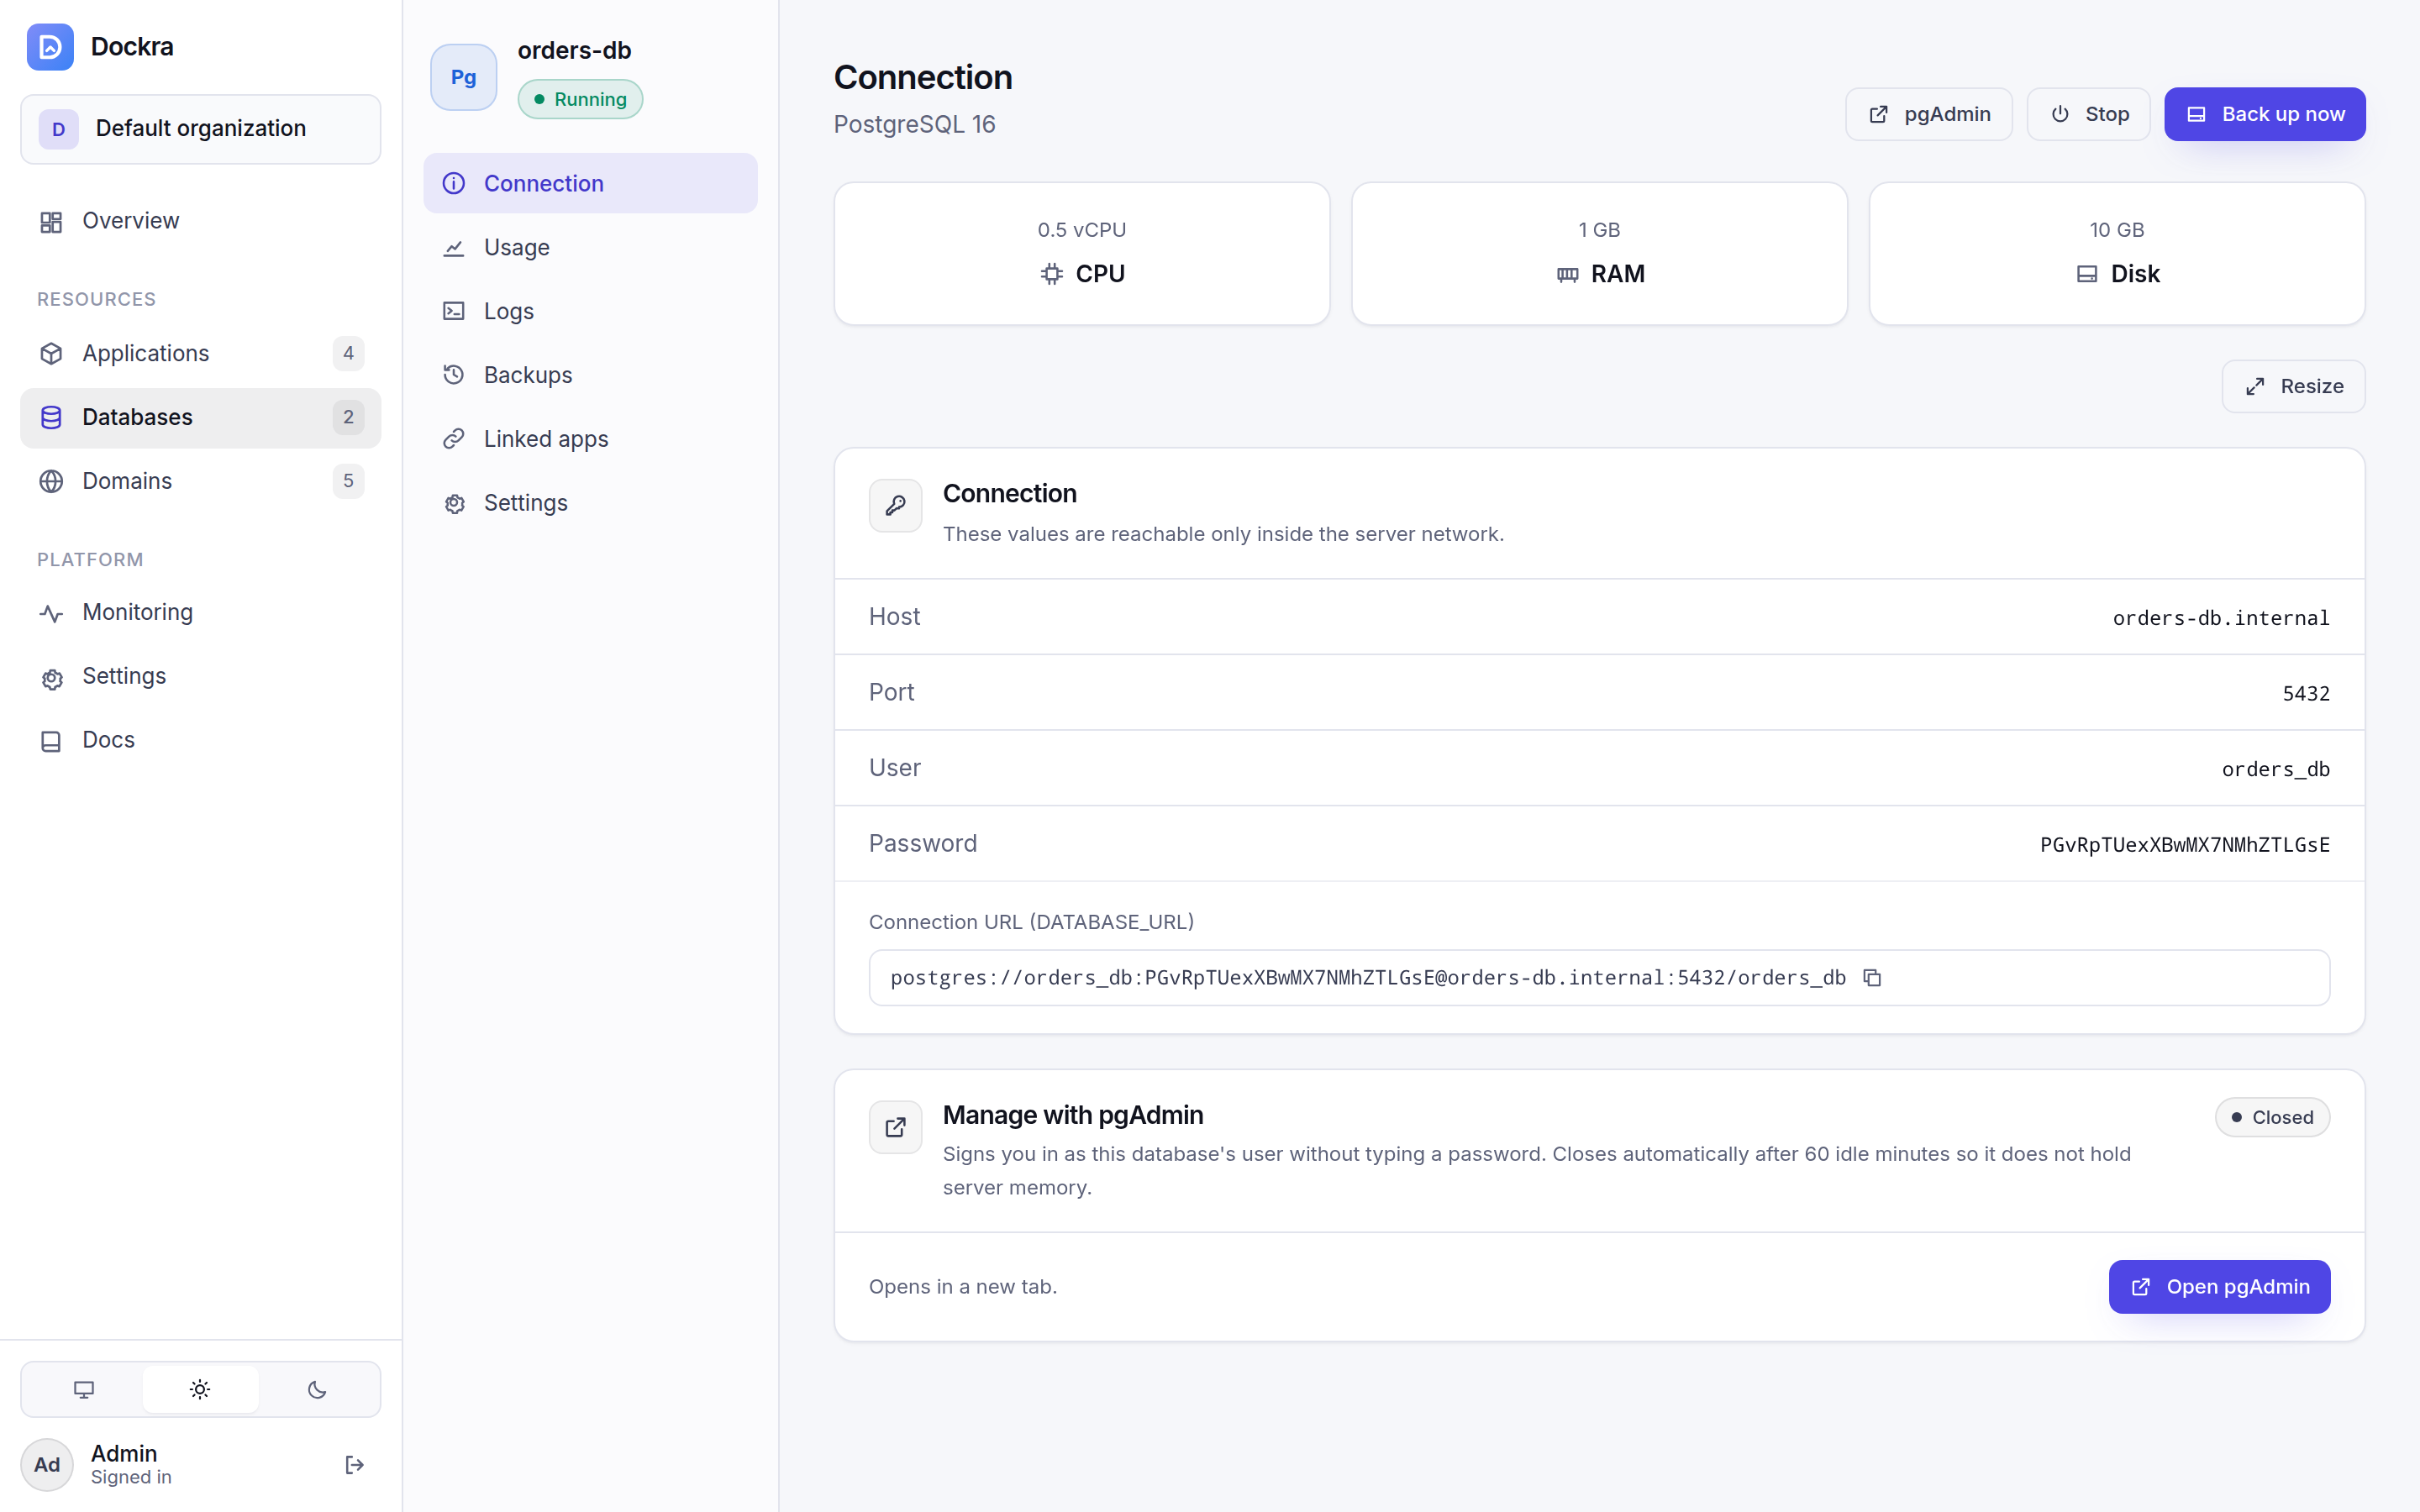 Dockra
D Default organization
Overview
RESOURCES
Applications 4
Databases 2
Domains 5
PLATFORM
Monitoring
Settings
Docs
Ad
Admin
Signed in
Pg
orders-db
Running
Connection
Usage
Logs
Backups
Linked apps
Settings
Connection
PostgreSQL 16
pgAdmin
Stop
Back up now
0.5 vCPU
CPU
1 GB
RAM
10 GB
Disk
Resize
Connection
These values are reachable only inside the server network.
Host orders-db.internal
Port 5432
User orders_db
Password PGvRpTUexXBwMX7NMhZTLGsE
Connection URL (DATABASE_URL)
postgres://orders_db:PGvRpTUexXBwMX7NMhZTLGsE@orders-db.internal:5432/orders_db
Manage with pgAdmin
Closed
Signs you in as this database's user without typing a password. Closes automatically after 60 idle minutes so it does not hold
server memory.
Opens in a new tab.
Open pgAdmin